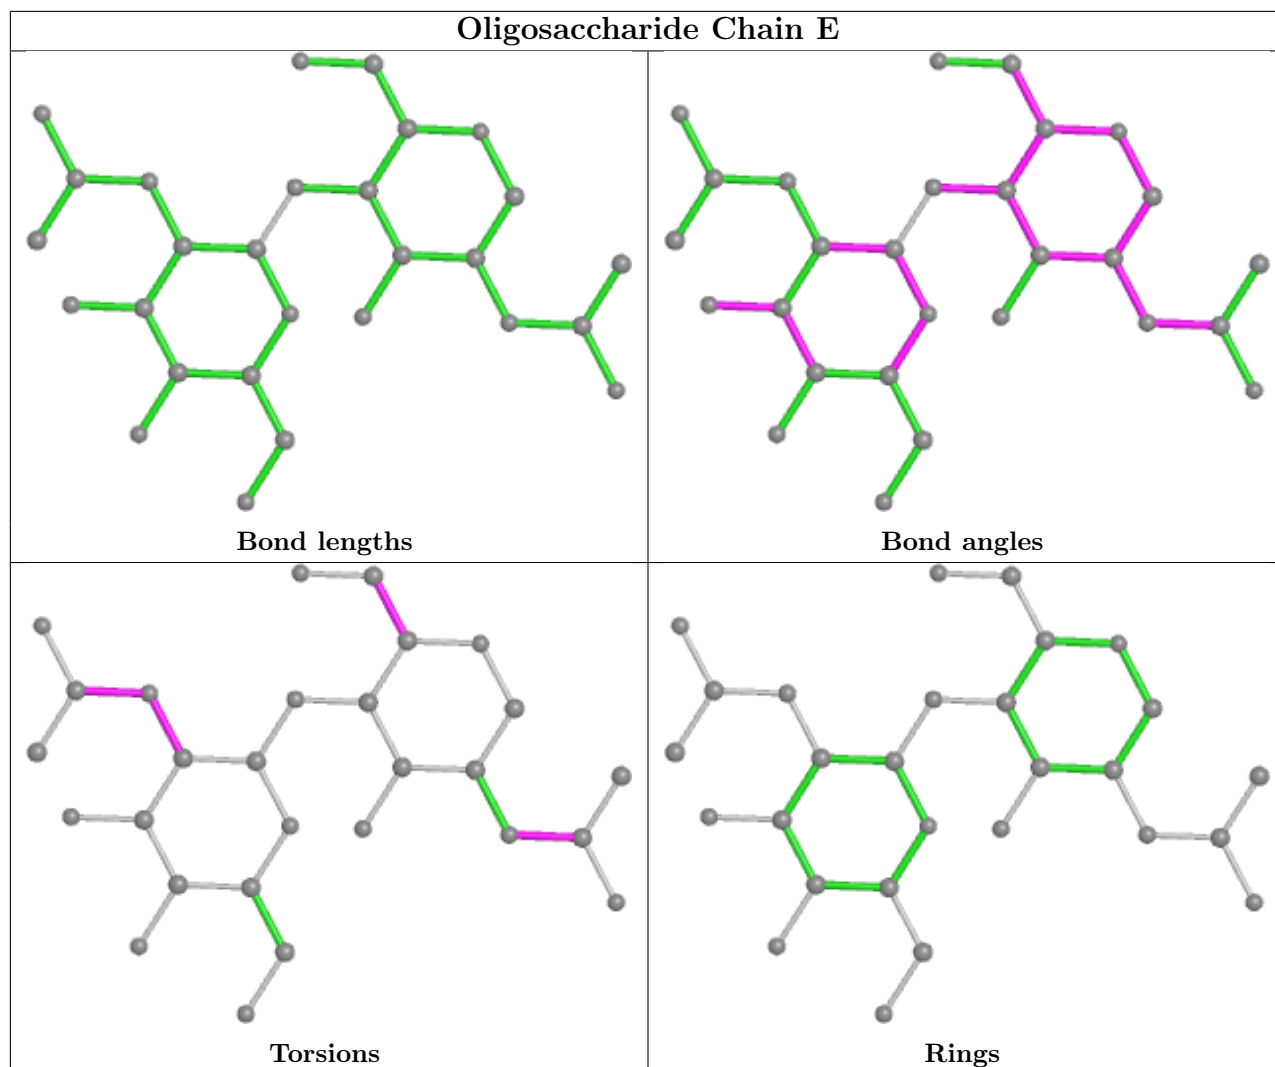 Oligosaccharide Chain E
Bond lengths
Bond angles
Torsions
Rings